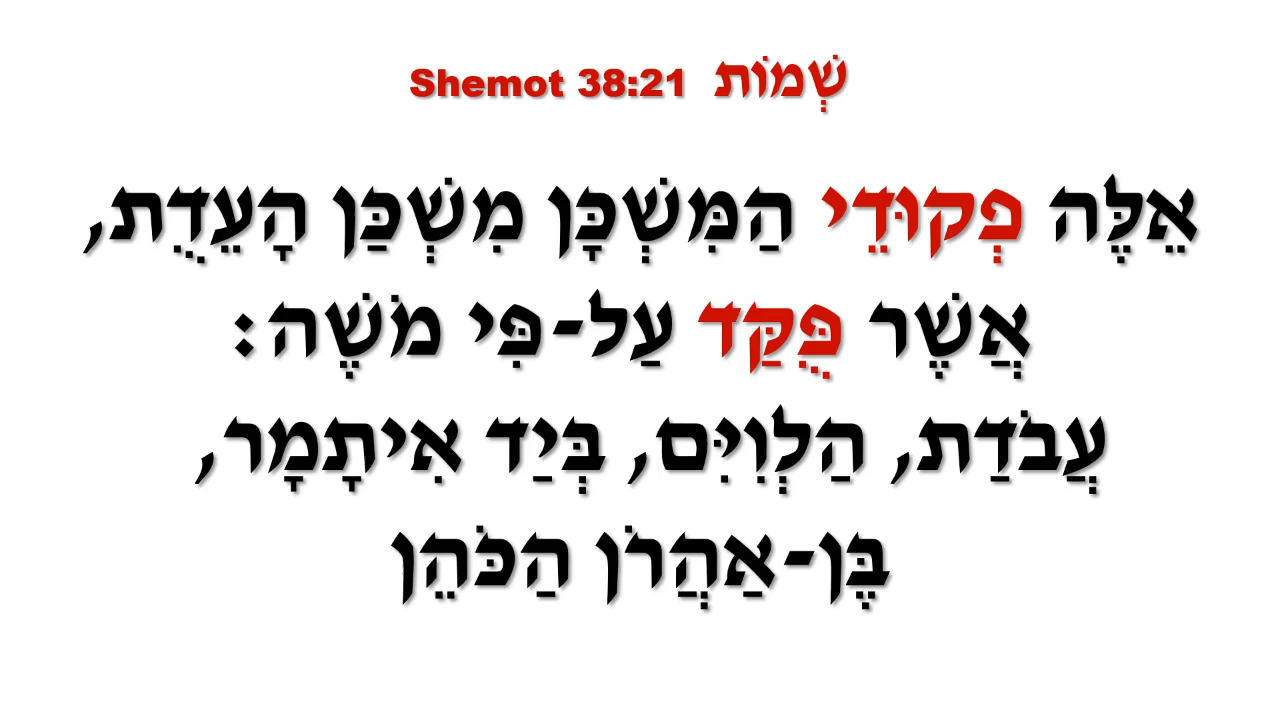 שְׁמוֹת Shemot 38:21
אֵלֶּה פְקוּדֵי הַמִּשְׁכָּן מִשְׁכַּן הָעֵדֻת,
אֲשֶׁר פֻּקַּד עַל-פִּי מֹשֶׁה:
עֲבֹדַת, הַלְוִיִּם, בְּיַד אִיתָמָר,
בֶּן-אַהֲרֹן הַכֹּהֵן